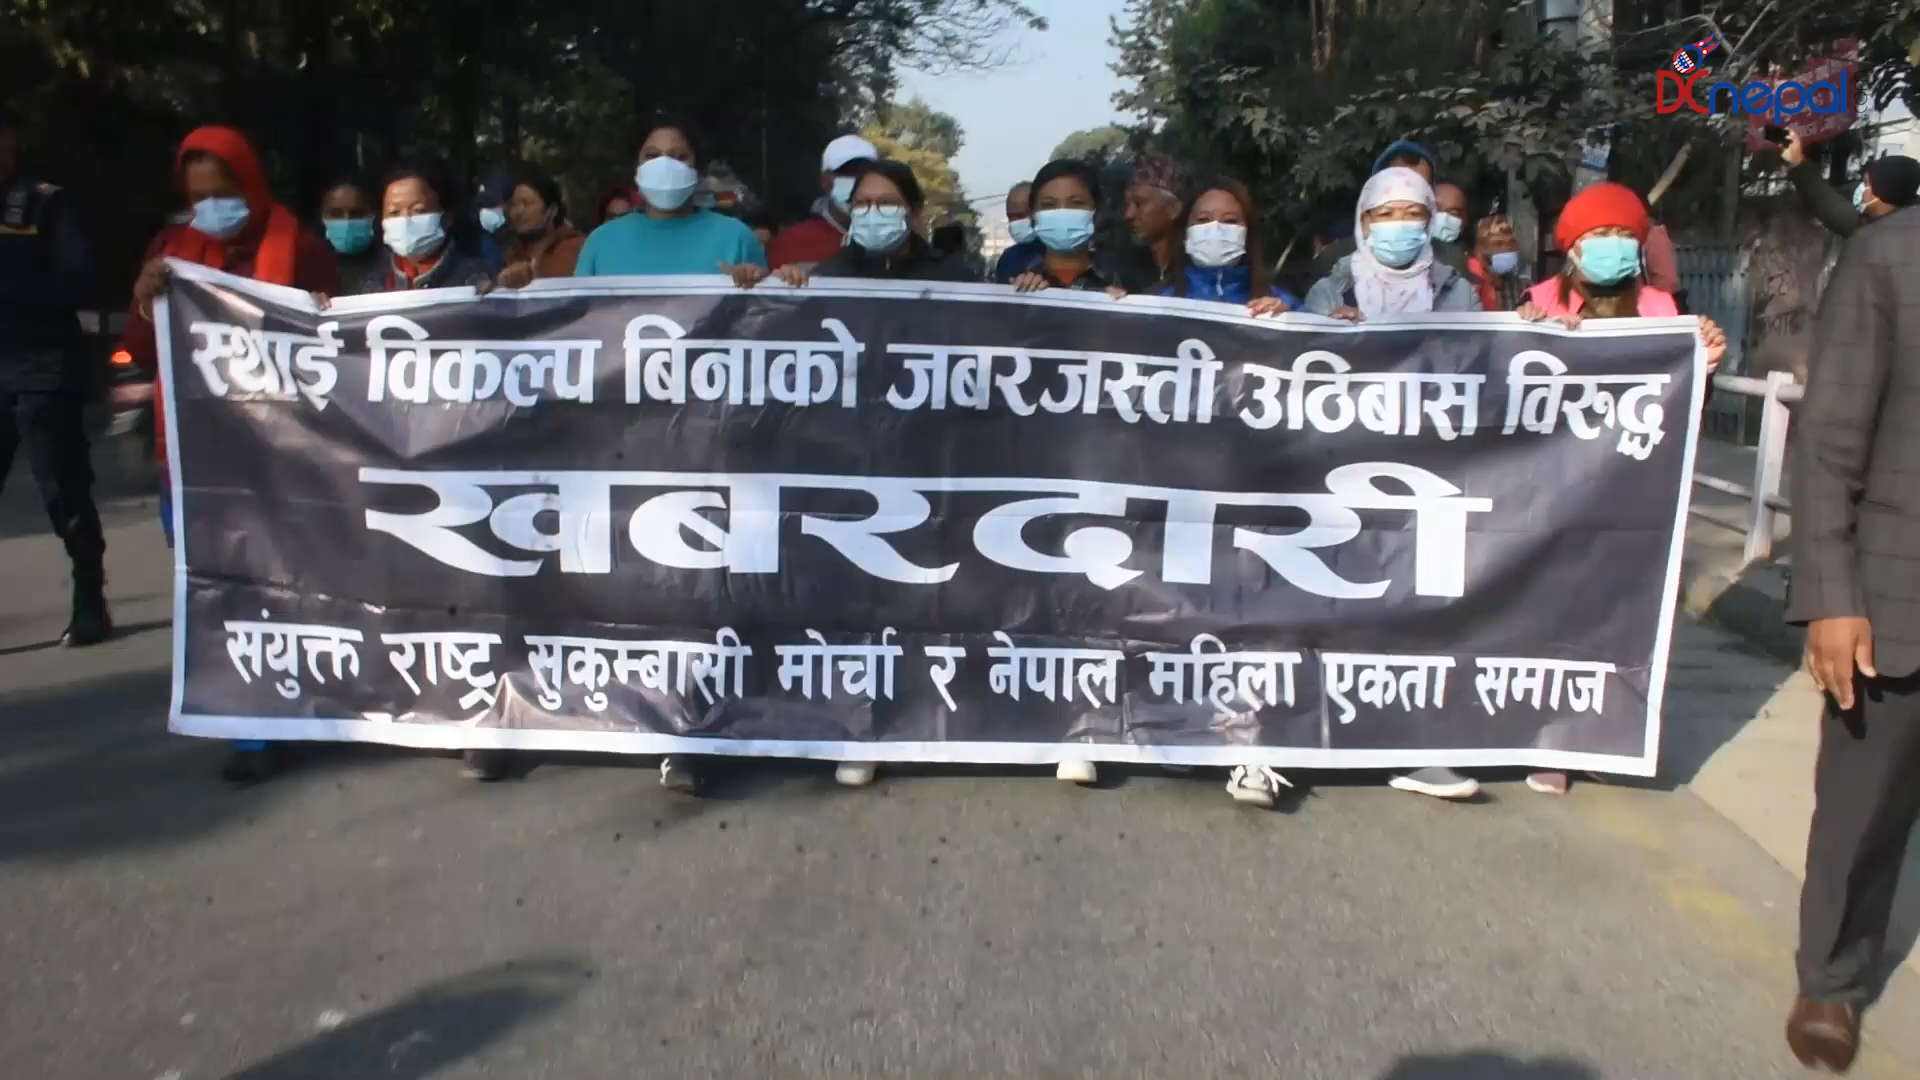 DCnepal
स्थाई विकल्प बिनाको जबरजस्ती उठिबास विरुद्ध
खबरदारी
संयुक्त राष्ट्र सुकुम्बासी मोर्चा र नेपाल महिला एकता समाज